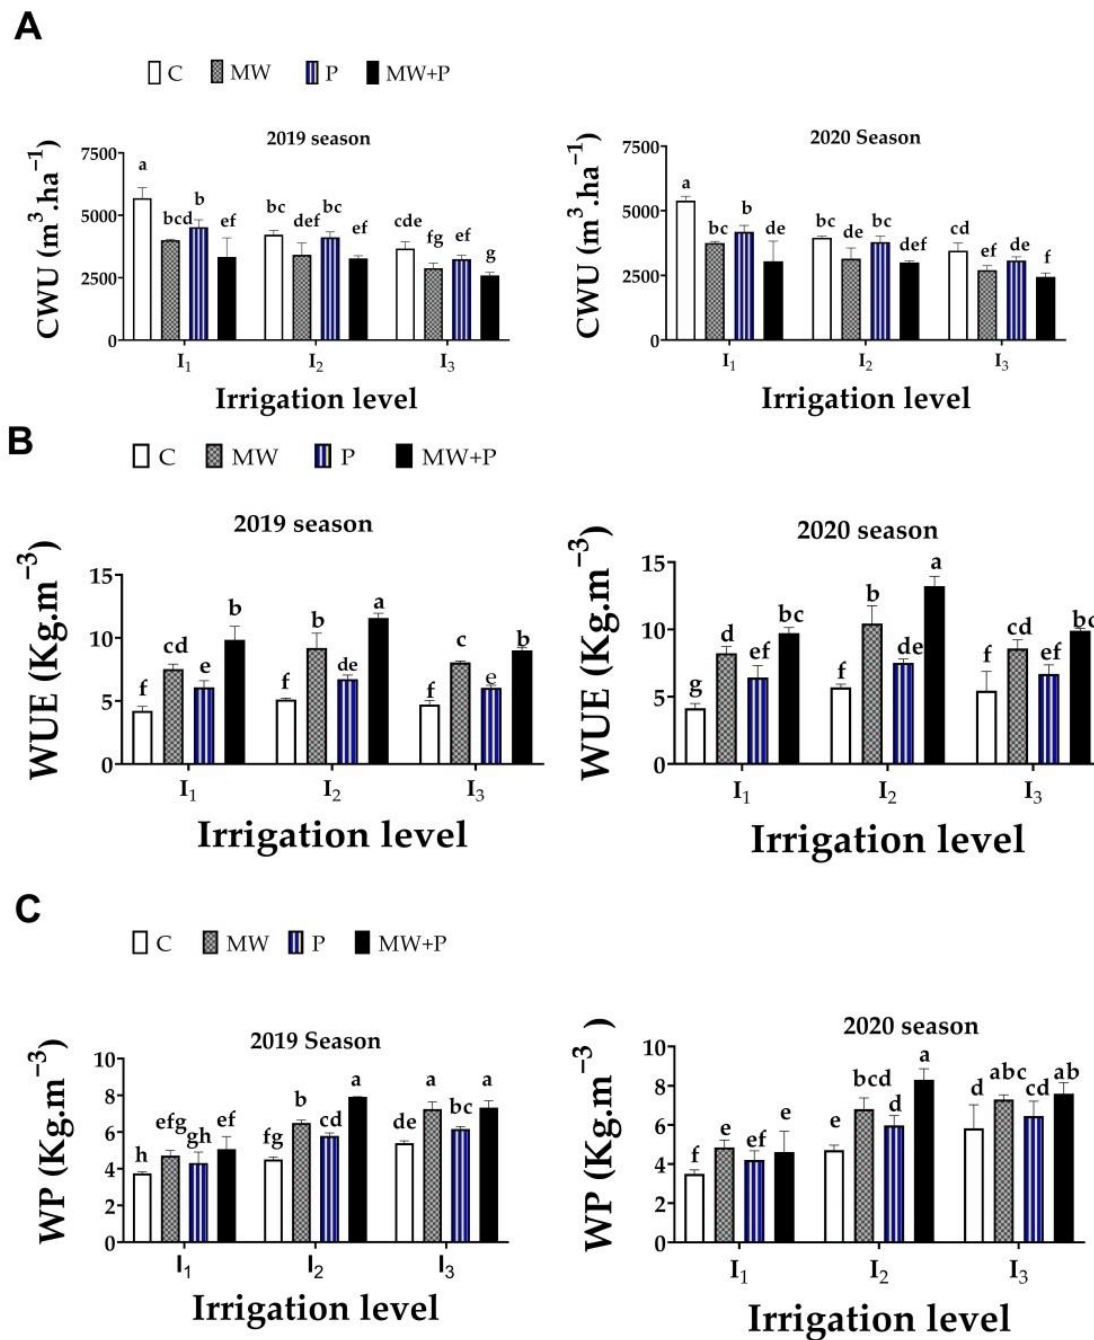 A
C MW P MW+P
2019 season
CWU (m³.ha⁻¹)
7500
5000
2500
0
a bcd b ef
bc def bc ef
cde fg ef g
I₁ I₂ I₃
Irrigation level
2020 Season
CWU (m³.ha⁻¹)
7500
5000
2500
0
a bc b de
bc de bc def
cd ef de f
I₁ I₂ I₃
Irrigation level
B
C MW P MW+P
2019 season
WUE (Kg.m⁻³)
15
10
5
0
f cd e b
f b de a
f c e b
I₁ I₂ I₃
Irrigation level
2020 season
WUE (Kg.m⁻³)
15
10
5
0
g d ef bc
f b de a
f cd ef bc
I₁ I₂ I₃
Irrigation level
C
C MW P MW+P
2019 Season
WP (Kg.m⁻³)
10
8
6
4
2
0
h efg gh ef
fg b cd a
de a bc a
I₁ I₂ I₃
Irrigation level
2020 season
WP (Kg.m⁻³ )
10
8
6
4
2
0
f e ef e
e bcd d a
d abc cd ab
I₁ I₂ I₃
Irrigation level